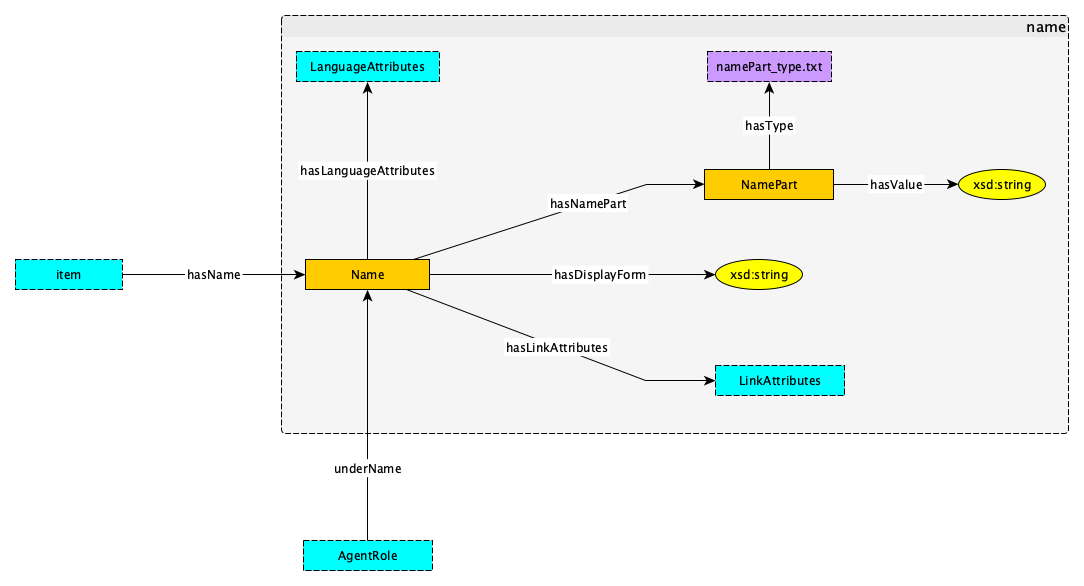 name
LanguageAttributes
namePart_type.txt
hasType
hasLanguageAttributes
NamePart
hasValue
xsd:string
hasNamePart
item
hasName
Name
hasDisplayForm
xsd:string
hasLinkAttributes
LinkAttributes
underName
AgentRole